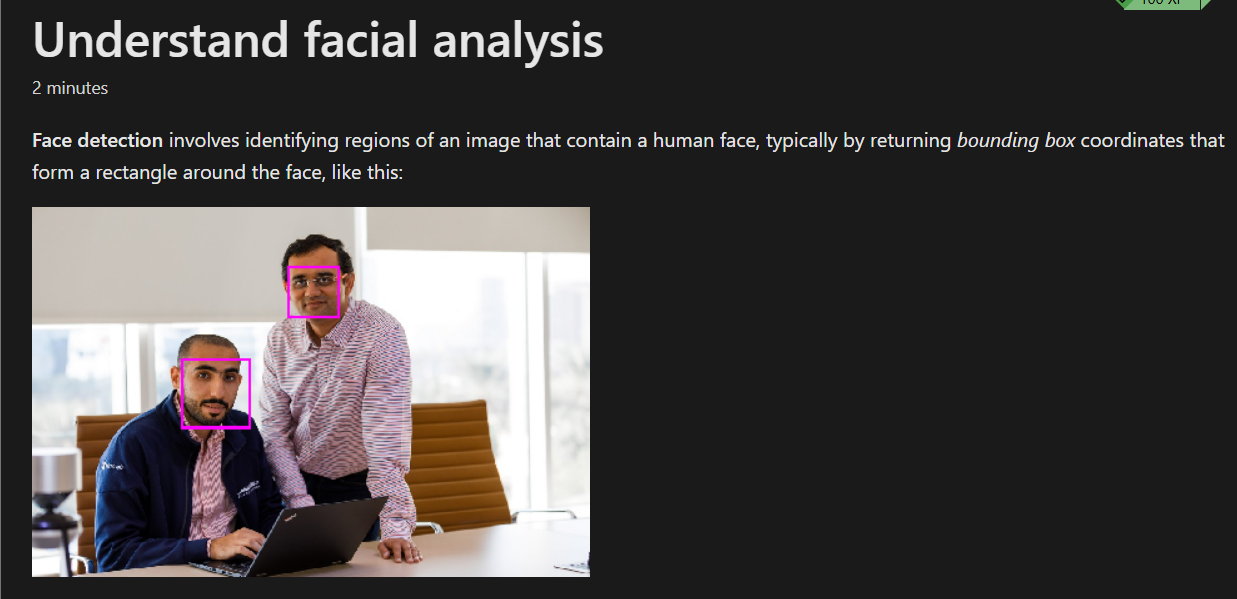 Understand facial analysis
2 minutes
Face detection involves identifying regions of an image that contain a human face, typically by returning bounding box coordinates that
form a rectangle around the face, like this: